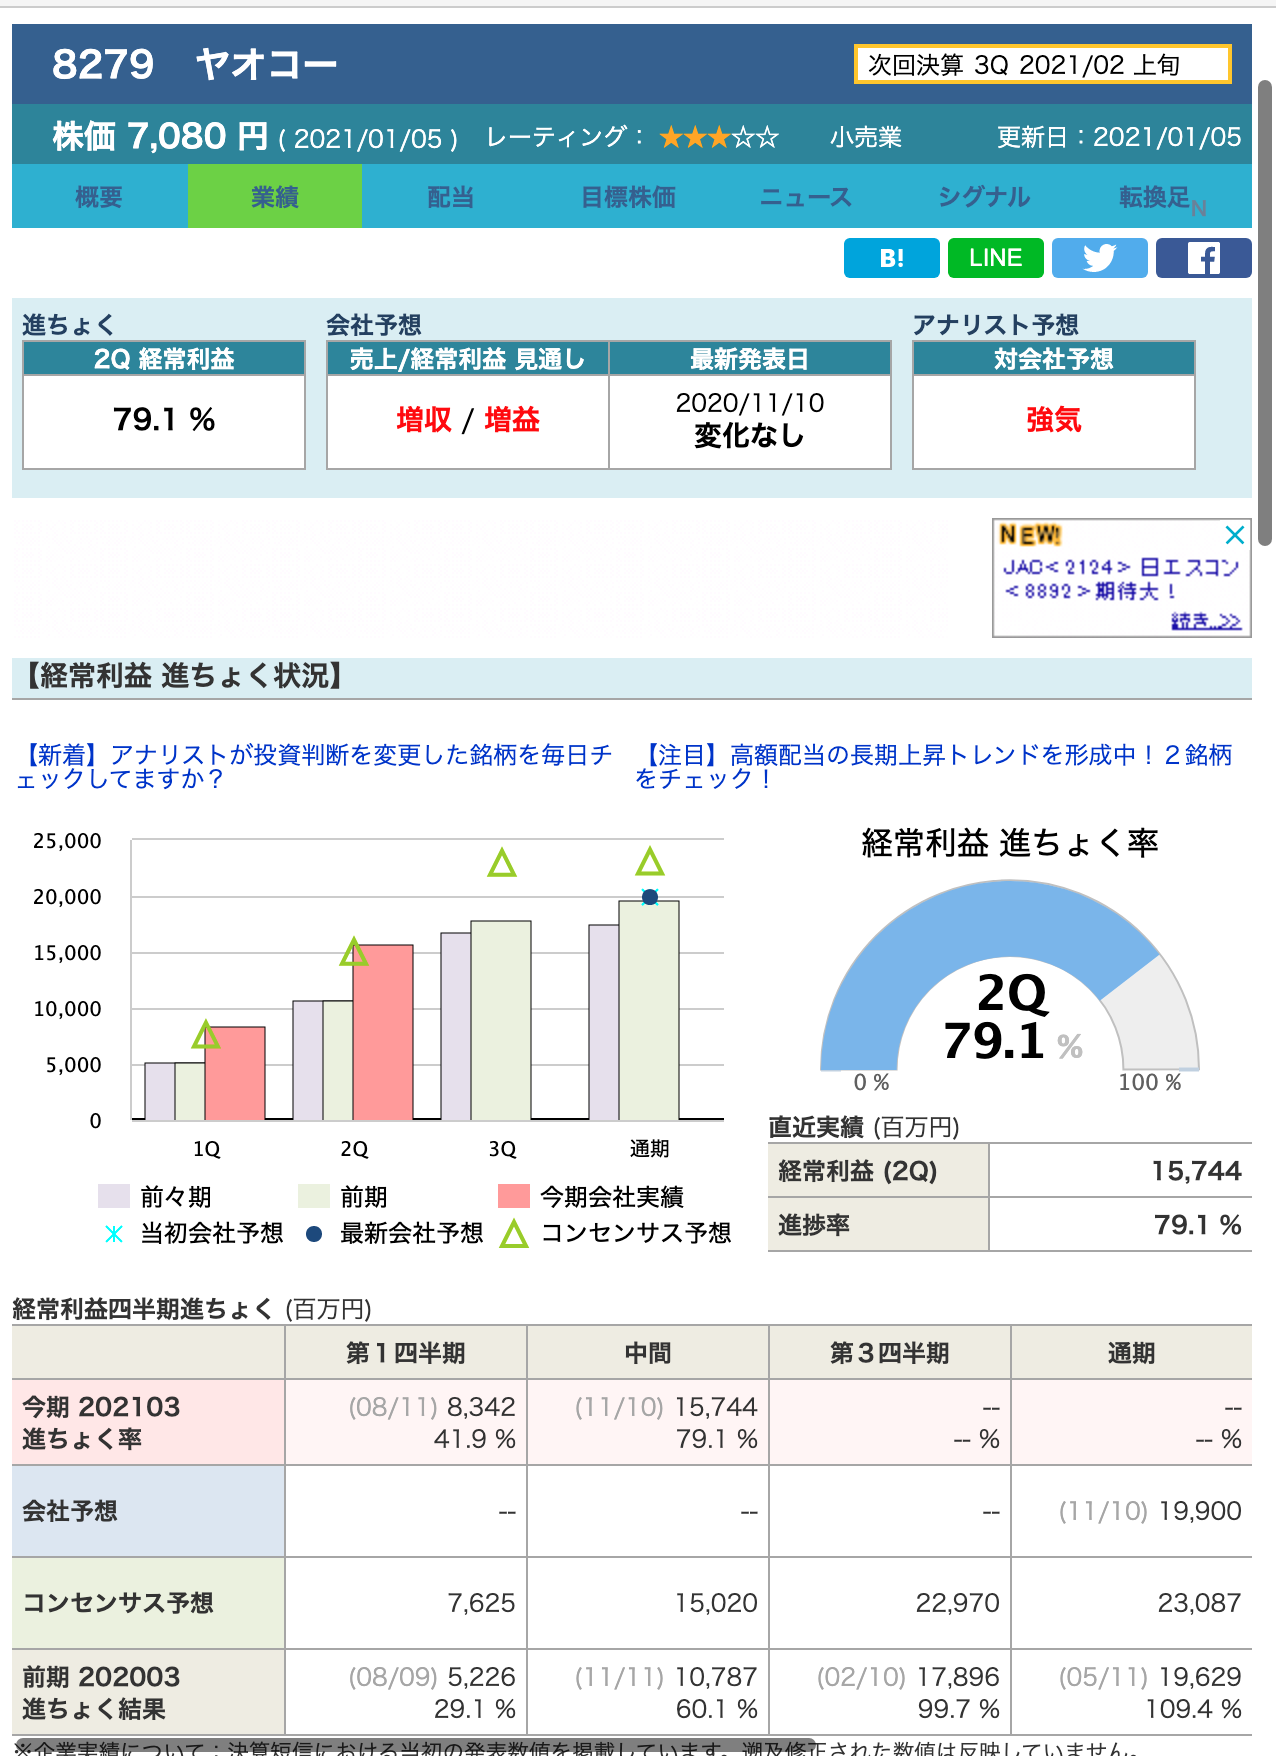 8279 ヤオコー
次回決算 3Q 2021/02 上旬
株価 7,080 円 ( 2021/01/05 ) レーティング： ★★★☆☆ 小売業 更新日：2021/01/05
概要 業績 配当 目標株価 ニュース シグナル 転換足N
B! LINE
進ちょく 会社予想 アナリスト予想
2Q 経常利益 売上/経常利益 見通し 最新発表日 対会社予想
79.1 % 増収 / 増益 2020/11/10 強気
変化なし
NEW!
JAC<2124> 日エスコン
<8892>期待大！
続き..>>
【経常利益 進ちょく状況】
【新着】アナリストが投資判断を変更した銘柄を毎日チ
ェックしてますか？
【注目】高額配当の長期上昇トレンドを形成中！２銘柄
をチェック！
25,000
20,000
15,000
10,000
5,000
0
1Q 2Q 3Q 通期
前々期 前期 今期会社実績
当初会社予想 最新会社予想 コンセンサス予想
経常利益 進ちょく率
2Q
79.1 %
0 % 100 %
直近実績 (百万円)
経常利益 (2Q) 15,744
進捗率 79.1 %
経常利益四半期進ちょく (百万円)
第１四半期 中間 第３四半期 通期
今期 202103 (08/11) 8,342 (11/10) 15,744 -- --
進ちょく率 41.9 % 79.1 % -- % -- %
会社予想 -- -- -- (11/10) 19,900
コンセンサス予想 7,625 15,020 22,970 23,087
前期 202003 (08/09) 5,226 (11/11) 10,787 (02/10) 17,896 (05/11) 19,629
進ちょく結果 29.1 % 60.1 % 99.7 % 109.4 %
※企業実績について：決算短信における当初の発表数値を掲載しています。遡及修正された数値は反映していません。